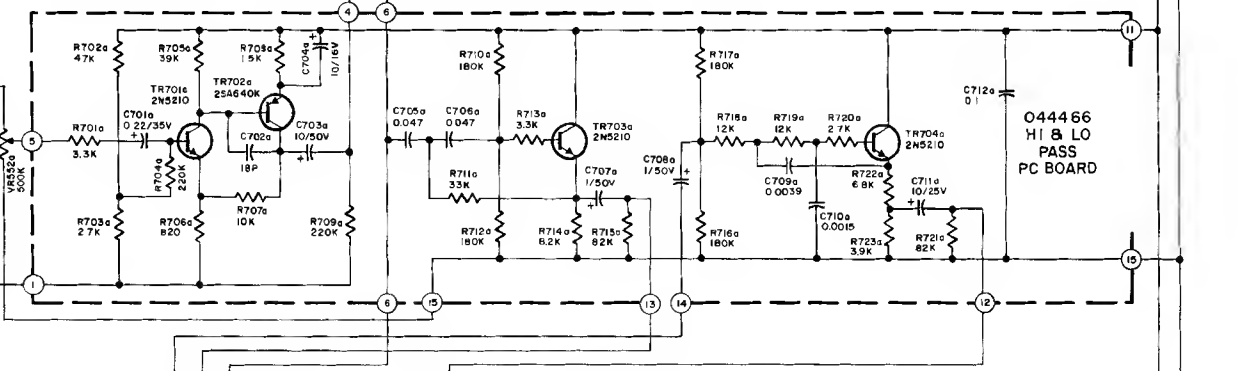 4 6
R702a
47K
R705a
39K
R708a
1.5K
C704a
10/16V
R710a
180K
R717a
180K
11
TR701a
2N5210
TR702a
2SA640K
C701a
0.22/35V
C703a
10/50V
C702a
18P
5
R701a
3.3K
VR552a
500K
R704a
220K
C705a
0.047
C706a
0.047
R713a
3.3K
TR703a
2N5210
R718a
12K
R719a
12K
R720a
2.7K
TR704a
2N5210
C712a
0.1
044466
HI & LO
PASS
PC BOARD
C708a
1/50V
C707a
1/50V
C709a
0.0039
R722a
6.8K
C711a
10/25V
R711a
33K
R707a
10K
R703a
2.7K
R706a
820
R709a
220K
R712a
180K
R714a
8.2K
R715a
82K
R716a
180K
C710a
0.0015
R723a
3.9K
R721a
82K
1
15
6 15 13 14 12